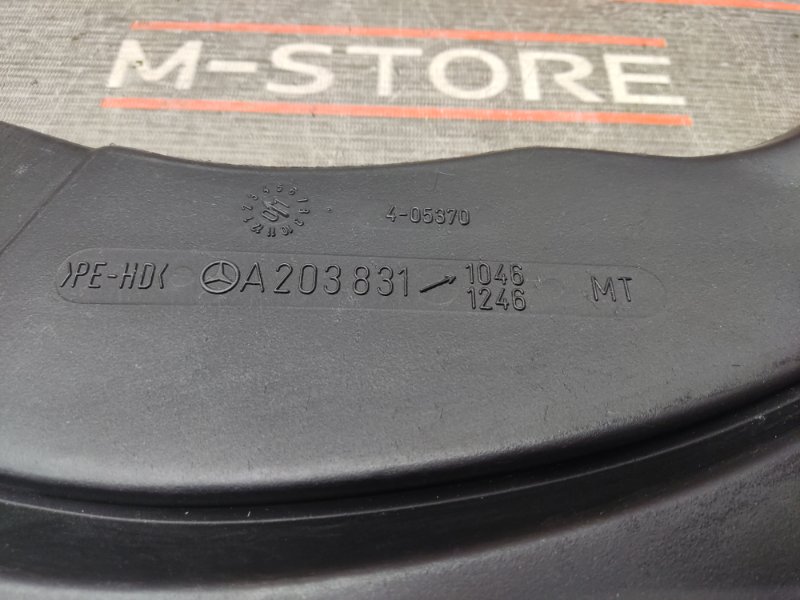 M-STORE
4-05370
>PE-HD< A 203 831 → 1046
1246
MT